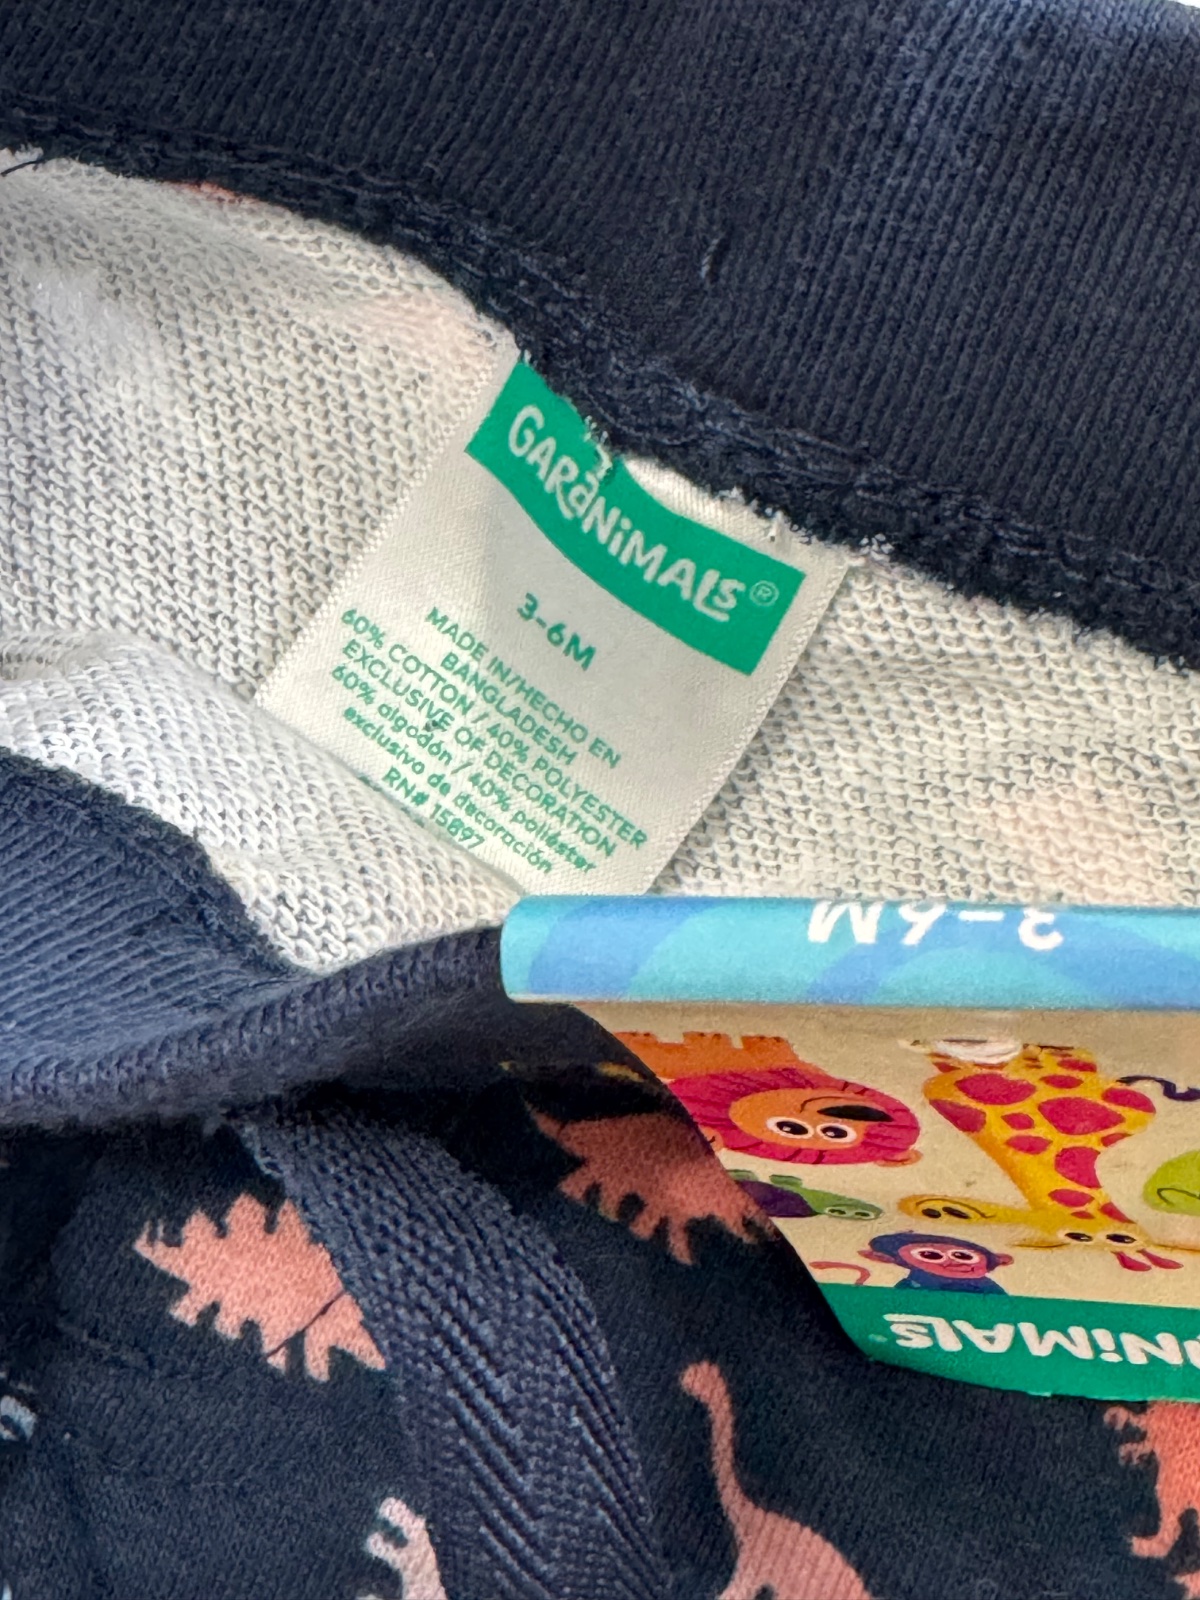 GARaNiMALS®
3-6M
MADE IN/HECHO EN
BANGLADESH
60% COTTON / 40% POLYESTER
EXCLUSIVE OF DECORATION
60% algodón / 40% poliéster
exclusivo de decoración
RN# 15897
3-6M
NiMALS